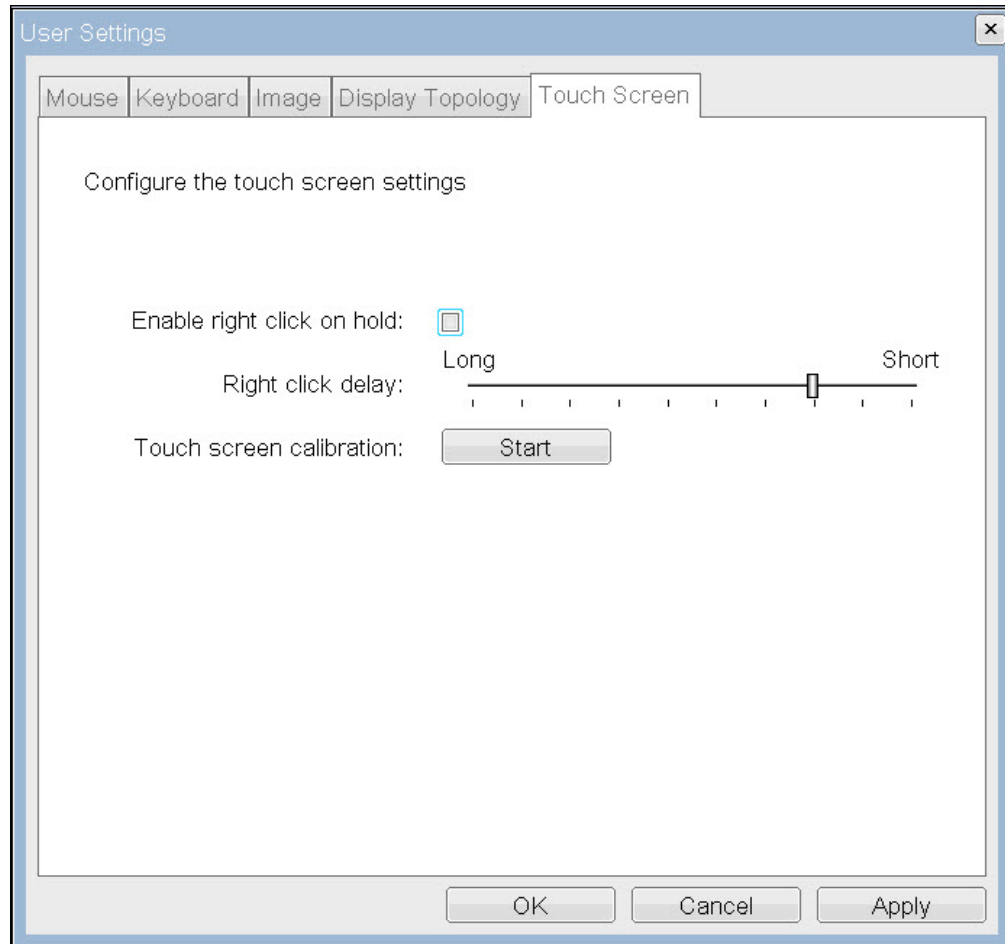 User Settings
Mouse Keyboard Image Display Topology Touch Screen
Configure the touch screen settings
Enable right click on hold:
Long Short
Right click delay:
Touch screen calibration: Start
OK Cancel Apply